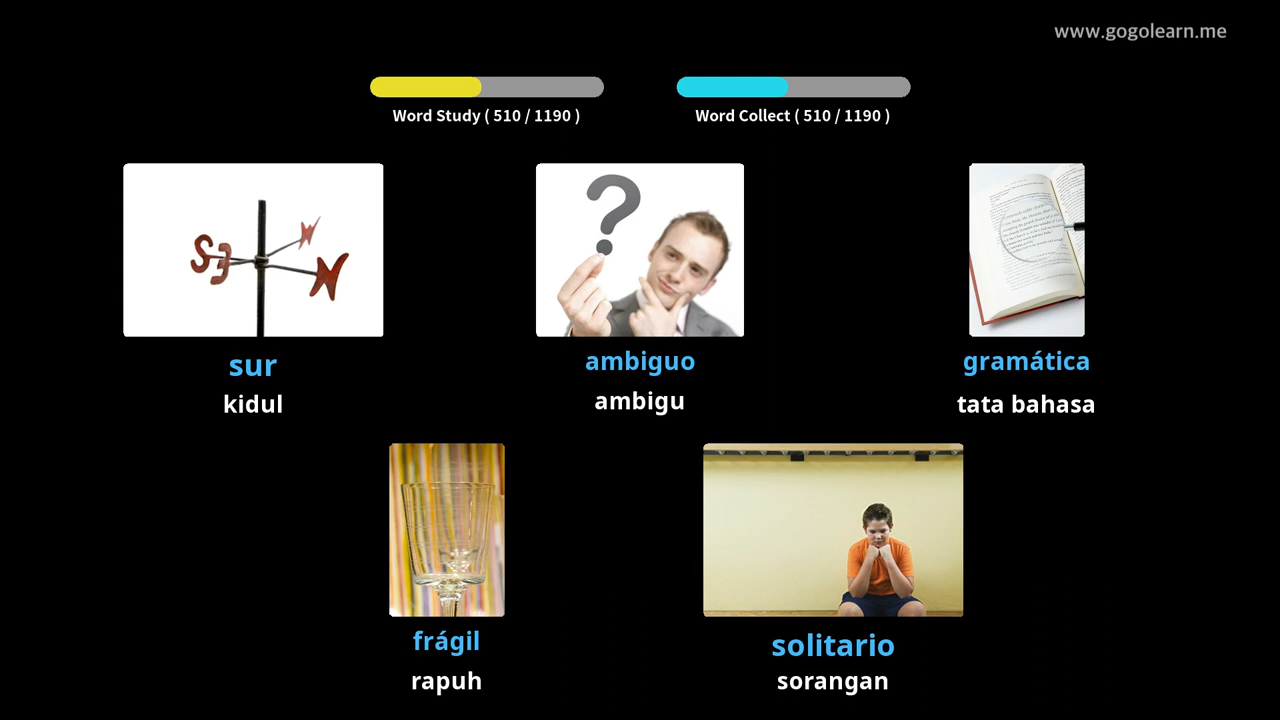 www.gogolearn.me
Word Study ( 510 / 1190 )
Word Collect ( 510 / 1190 )
sur
kidul
ambiguo
ambigu
gramática
tata bahasa
frágil
rapuh
solitario
sorangan